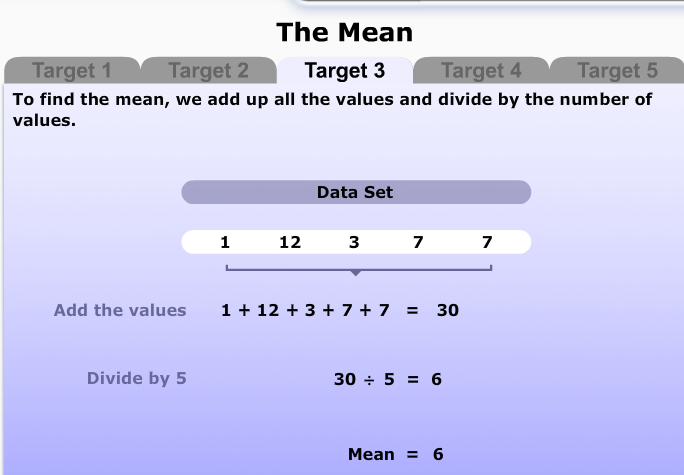 The Mean
Target 1 Target 2 Target 3 Target 4 Target 5
To find the mean, we add up all the values and divide by the number of
values.
Data Set
1 12 3 7 7
Add the values 1 + 12 + 3 + 7 + 7 = 30
Divide by 5 30 ÷ 5 = 6
Mean = 6